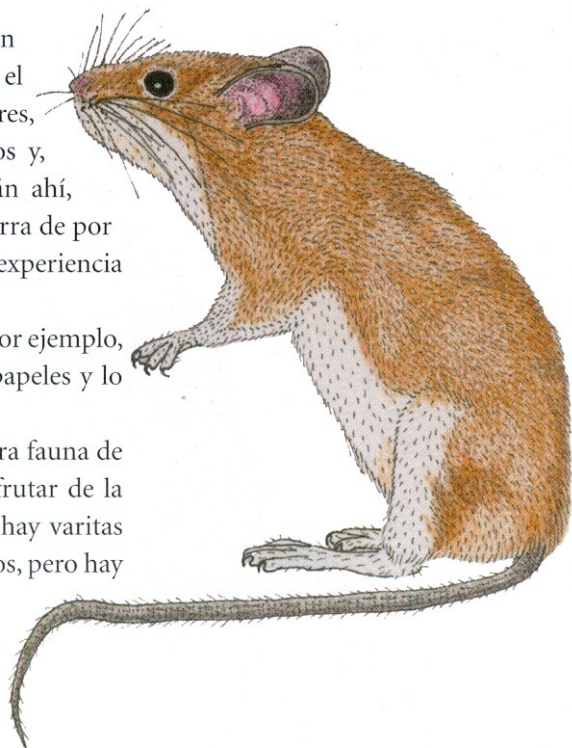 n
el
res,
os y,
án ahí,
rra de por
experiencia
or ejemplo,
papeles y lo
ra fauna de
frutar de la
hay varitas
os, pero hay